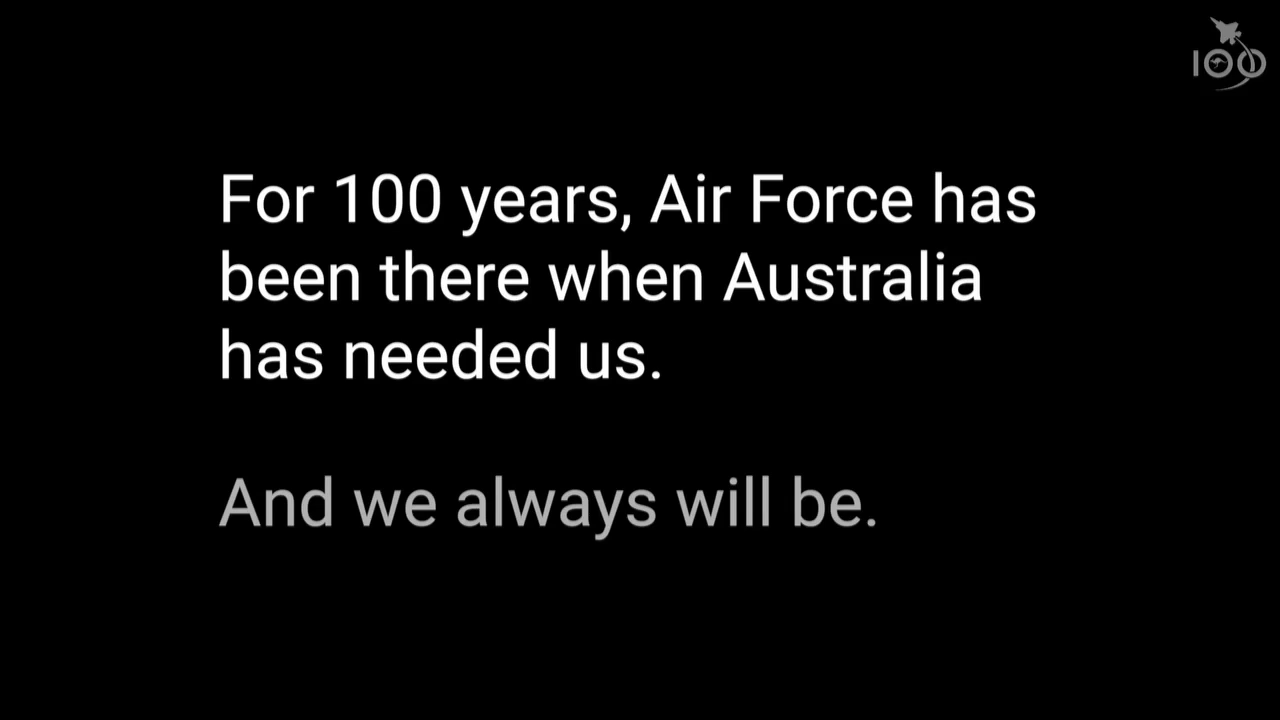 100
For 100 years, Air Force has
been there when Australia
has needed us.
And we always will be.